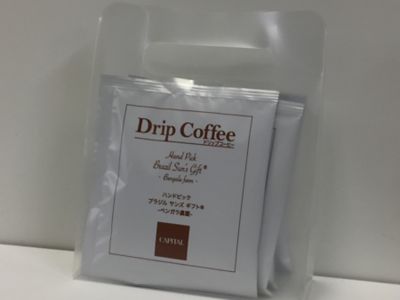 Drip Coffee
ドリップコーヒー
Hand Pick
Brazil Sun's Gift®
- Bengala farm -
ハンドピック
ブラジル サンズ ギフト®
-ベンガラ農園-
CAPITAL